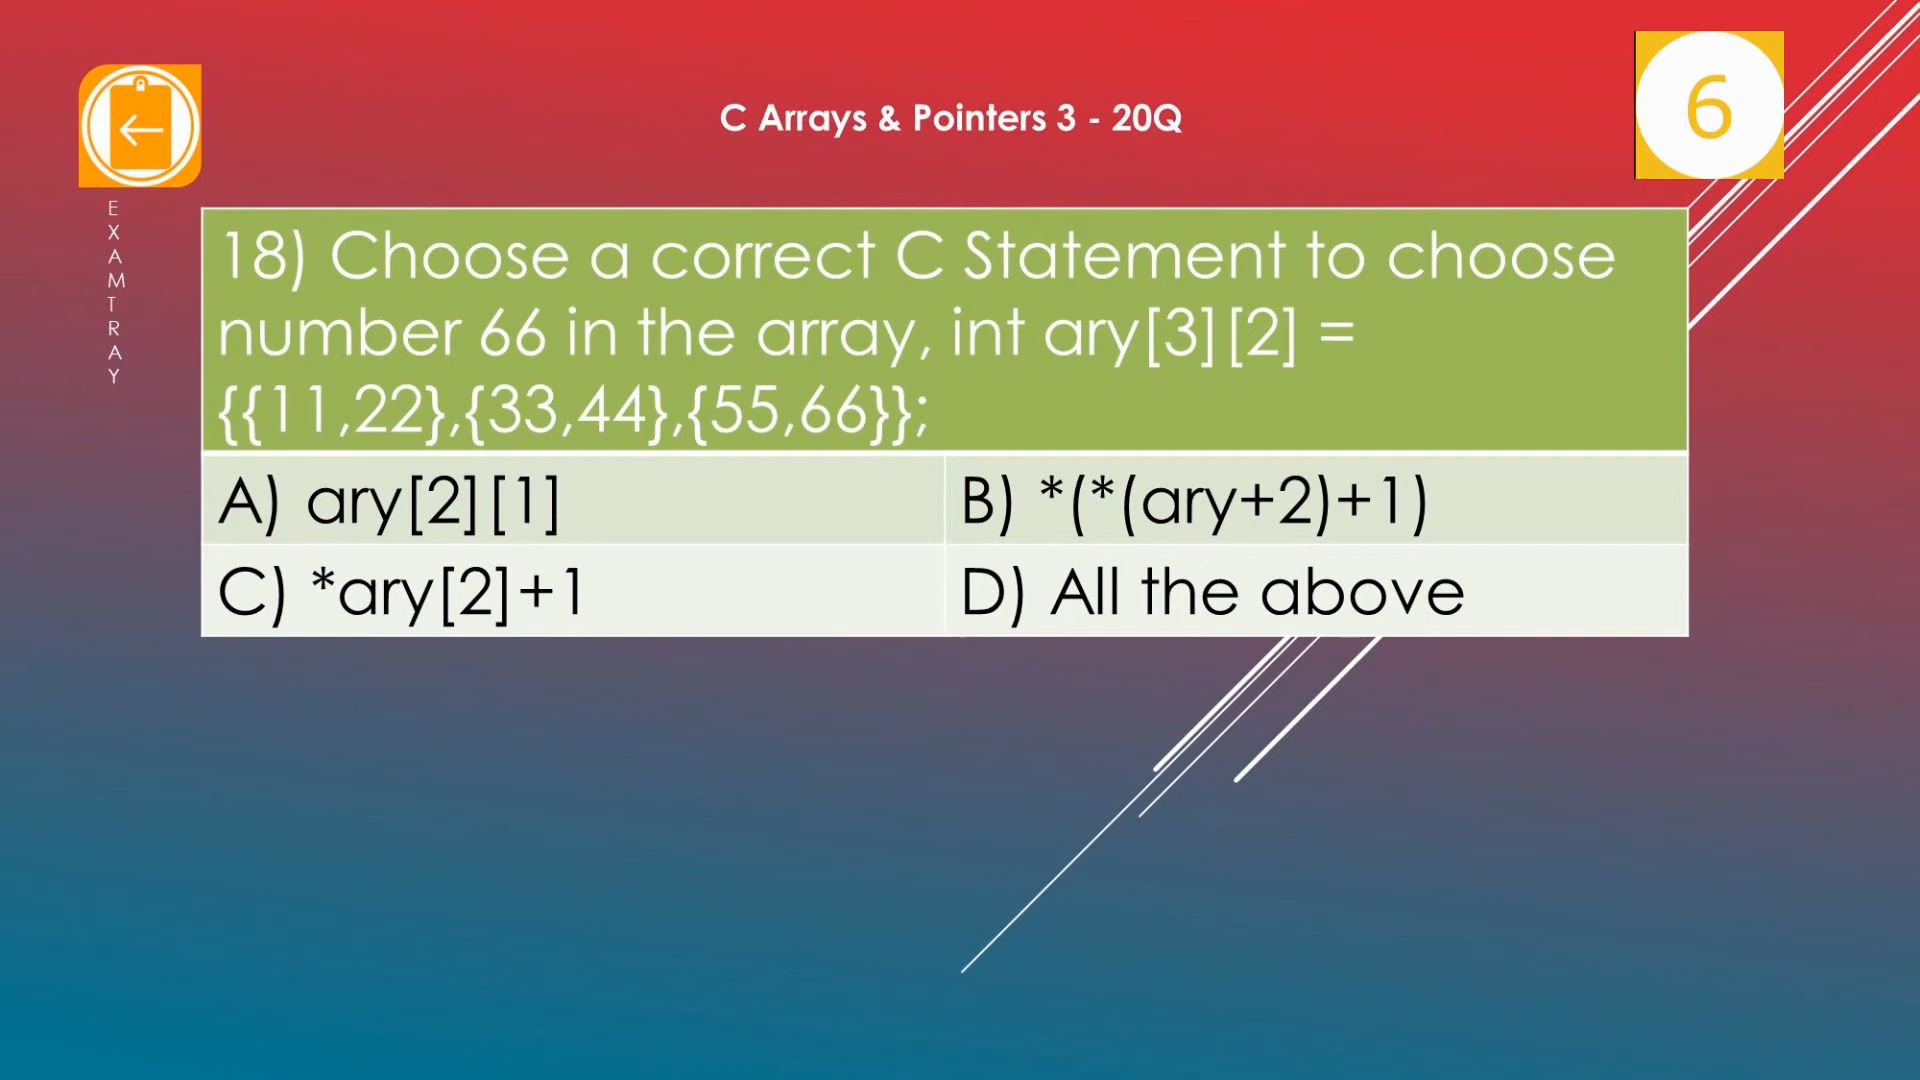 C Arrays & Pointers 3 - 20Q
6
E
X
A
M
T
R
A
Y
18) Choose a correct C Statement to choose
number 66 in the array, int ary[3][2] =
{{11,22},{33,44},{55,66}};
A) ary[2][1]
B) *(*(ary+2)+1)
C) *ary[2]+1
D) All the above